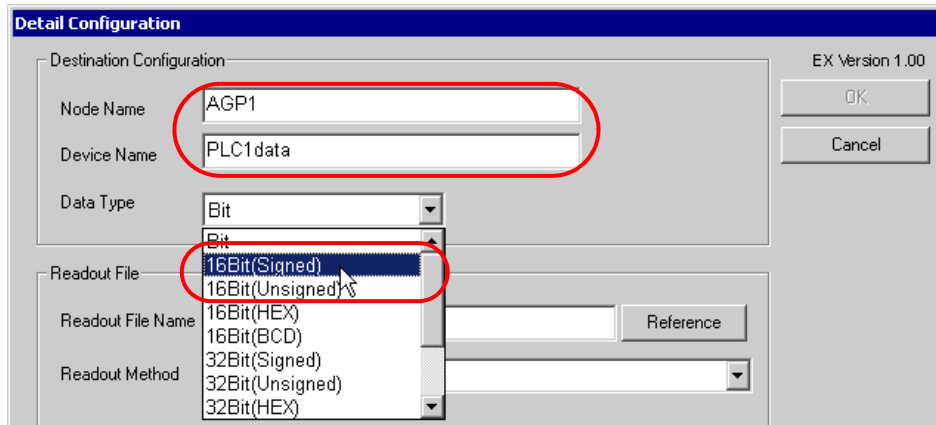 Detail Configuration
Destination Configuration
EX Version 1.00
Node Name AGP1
OK
Device Name PLC1data
Cancel
Data Type Bit
Bit
16Bit(Signed)
Readout File
16Bit(Unsigned)
Readout File Name 16Bit(HEX)
Reference
16Bit(BCD)
32Bit(Signed)
Readout Method
32Bit(Unsigned)
32Bit(HEX)